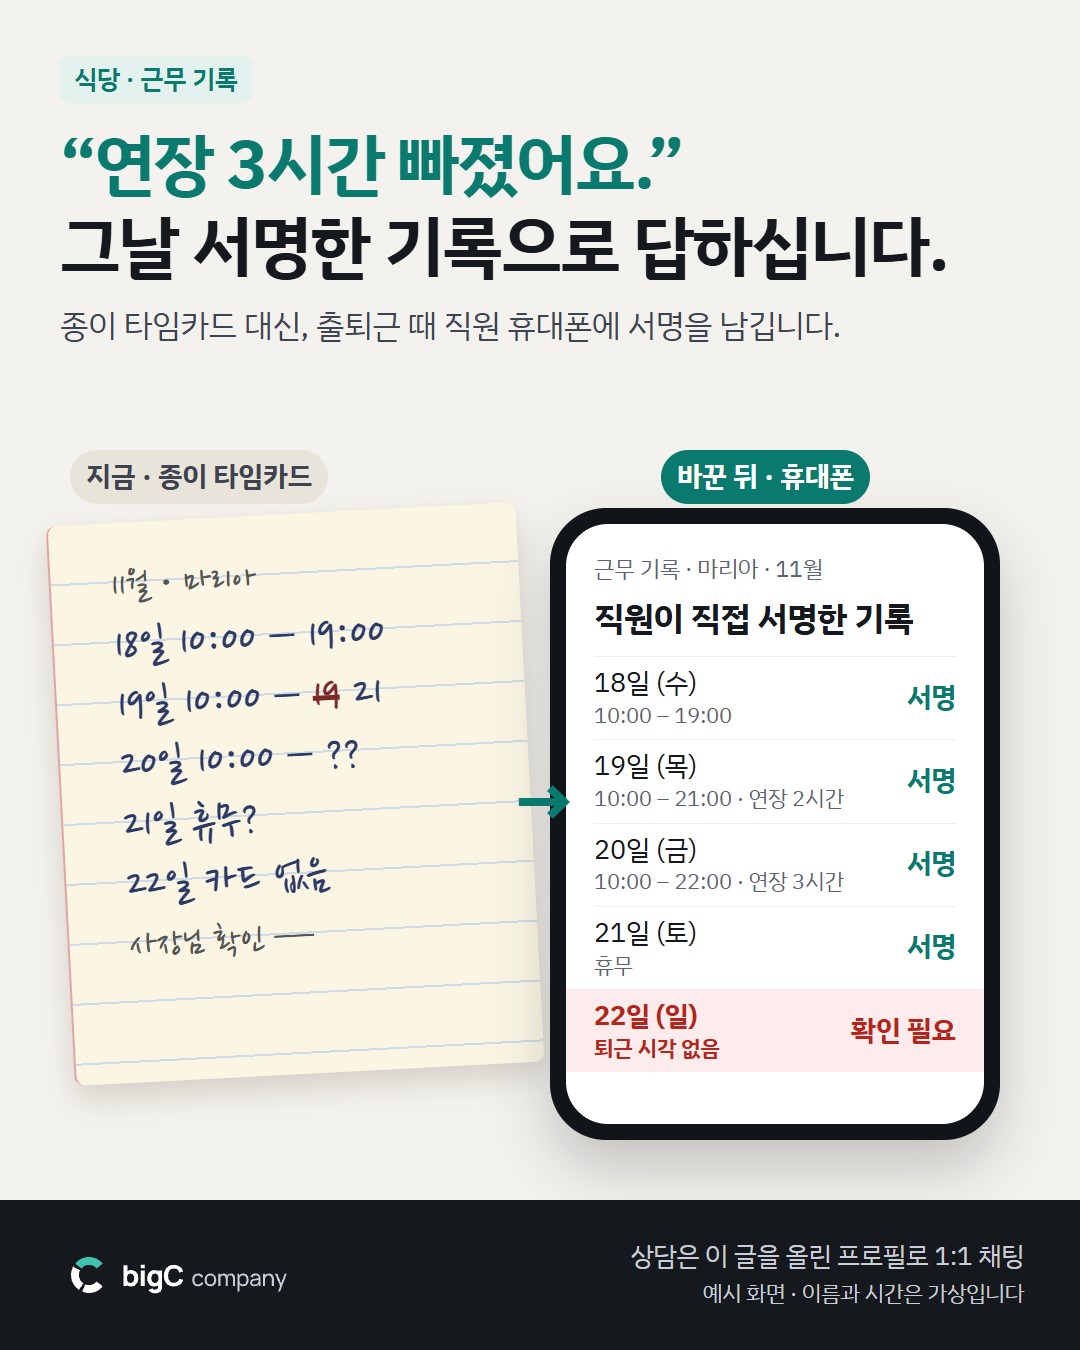 식당 · 근무 기록
“연장 3시간 빠졌어요.”
그날 서명한 기록으로 답하십니다.
종이 타임카드 대신, 출퇴근 때 직원 휴대폰에 서명을 남깁니다.
지금 · 종이 타임카드
11월 · 마리아
18일 10:00 — 19:00
19일 10:00 — 19 21
20일 10:00 — ??
21일 휴무?
22일 카드 없음
사장님 확인 ──
바꾼 뒤 · 휴대폰
근무 기록 · 마리아 · 11월
직원이 직접 서명한 기록
18일 (수)
10:00 – 19:00
서명
19일 (목)
10:00 – 21:00 · 연장 2시간
서명
20일 (금)
10:00 – 22:00 · 연장 3시간
서명
21일 (토)
휴무
서명
22일 (일)
퇴근 시각 없음
확인 필요
bigC company
상담은 이 글을 올린 프로필로 1:1 채팅
예시 화면 · 이름과 시간은 가상입니다